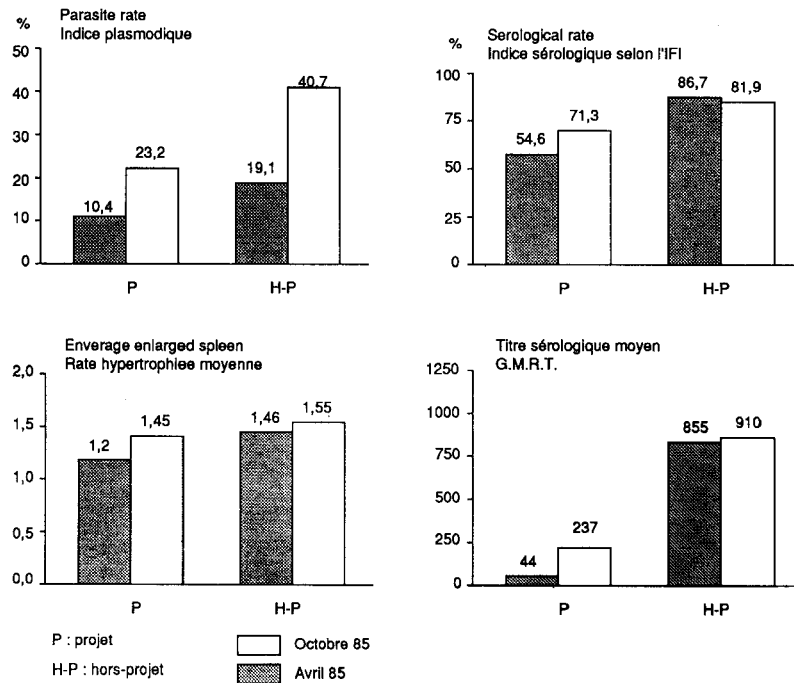 Parasite rate
Indice plasmodique
%
50
40
30
20
10
0
10,4
23,2
19,1
40,7
P
H-P
Serological rate
Indice sérologique selon l'IFI
%
100
75
50
25
0
54,6
71,3
86,7
81,9
P
H-P
Enverage enlarged spleen
Rate hypertrophiee moyenne
2,0
1,5
1,0
0,5
0,0
1,2
1,45
1,46
1,55
P
H-P
Titre sérologique moyen
G.M.R.T.
1250
1000
750
500
250
0
44
237
855
910
P
H-P
P : projet
Octobre 85
H-P : hors-projet
Avril 85